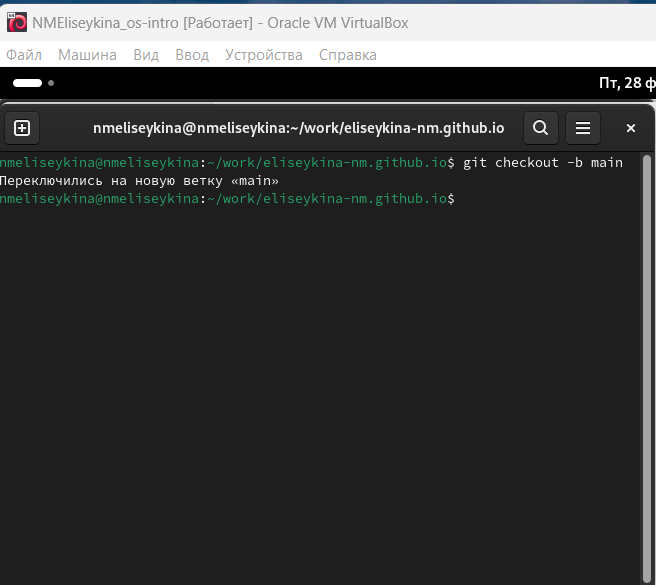 NMEliseykina_os-intro [Работает] - Oracle VM VirtualBox
Файл Машина Вид Ввод Устройства Справка
Пт, 28 ф
nmeliseykina@nmeliseykina:~/work/eliseykina-nm.github.io
nmeliseykina@nmeliseykina:~/work/eliseykina-nm.github.io$ git checkout -b main
Переключились на новую ветку «main»
nmeliseykina@nmeliseykina:~/work/eliseykina-nm.github.io$